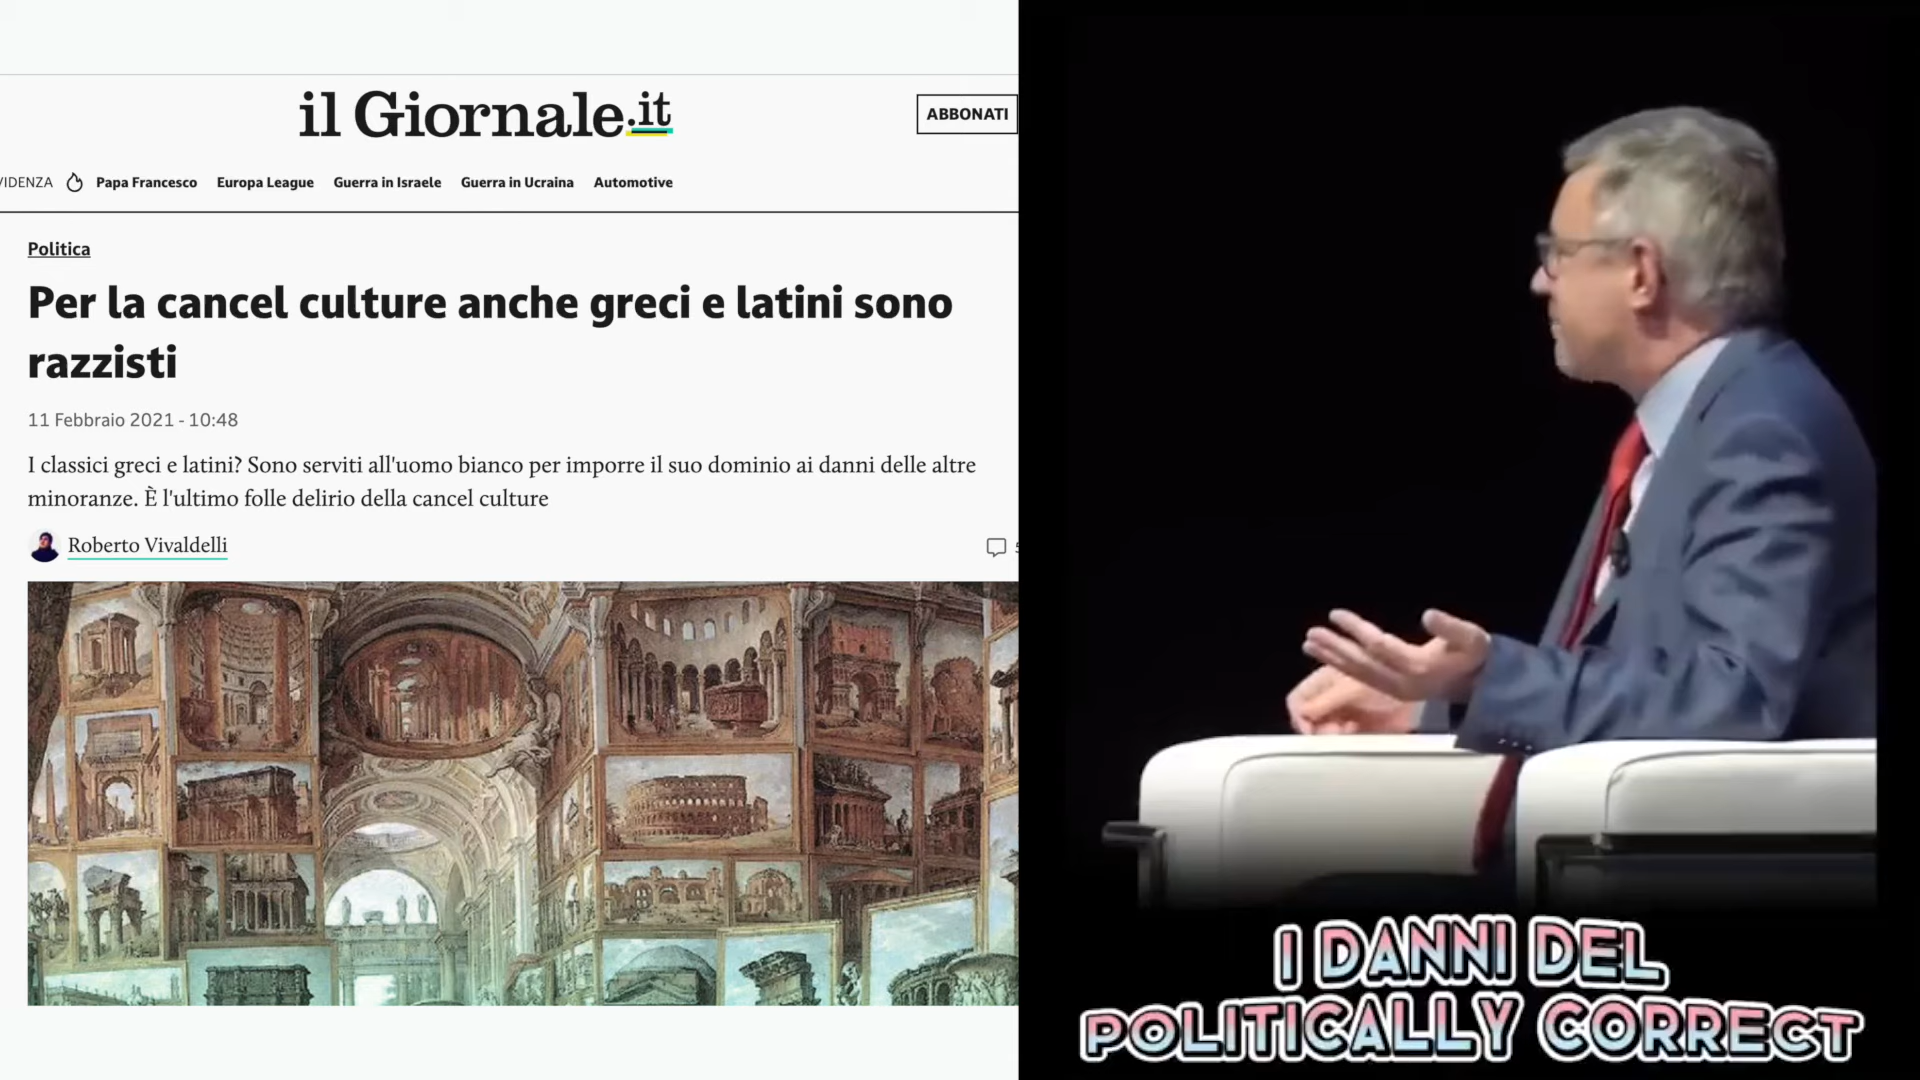 il Giornale.it
ABBONATI
Papa Francesco Europa League Guerra in Israele Guerra in Ucraina Automotive
Politica
Per la cancel culture anche greci e latini sono
razzisti
11 Febbraio 2021 - 10:48
I classici greci e latini? Sono serviti all'uomo bianco per imporre il suo dominio ai danni delle altre
minoranze. È l'ultimo folle delirio della cancel culture
Roberto Vivaldelli
I DANNI DEL
POLITICALLY CORRECT